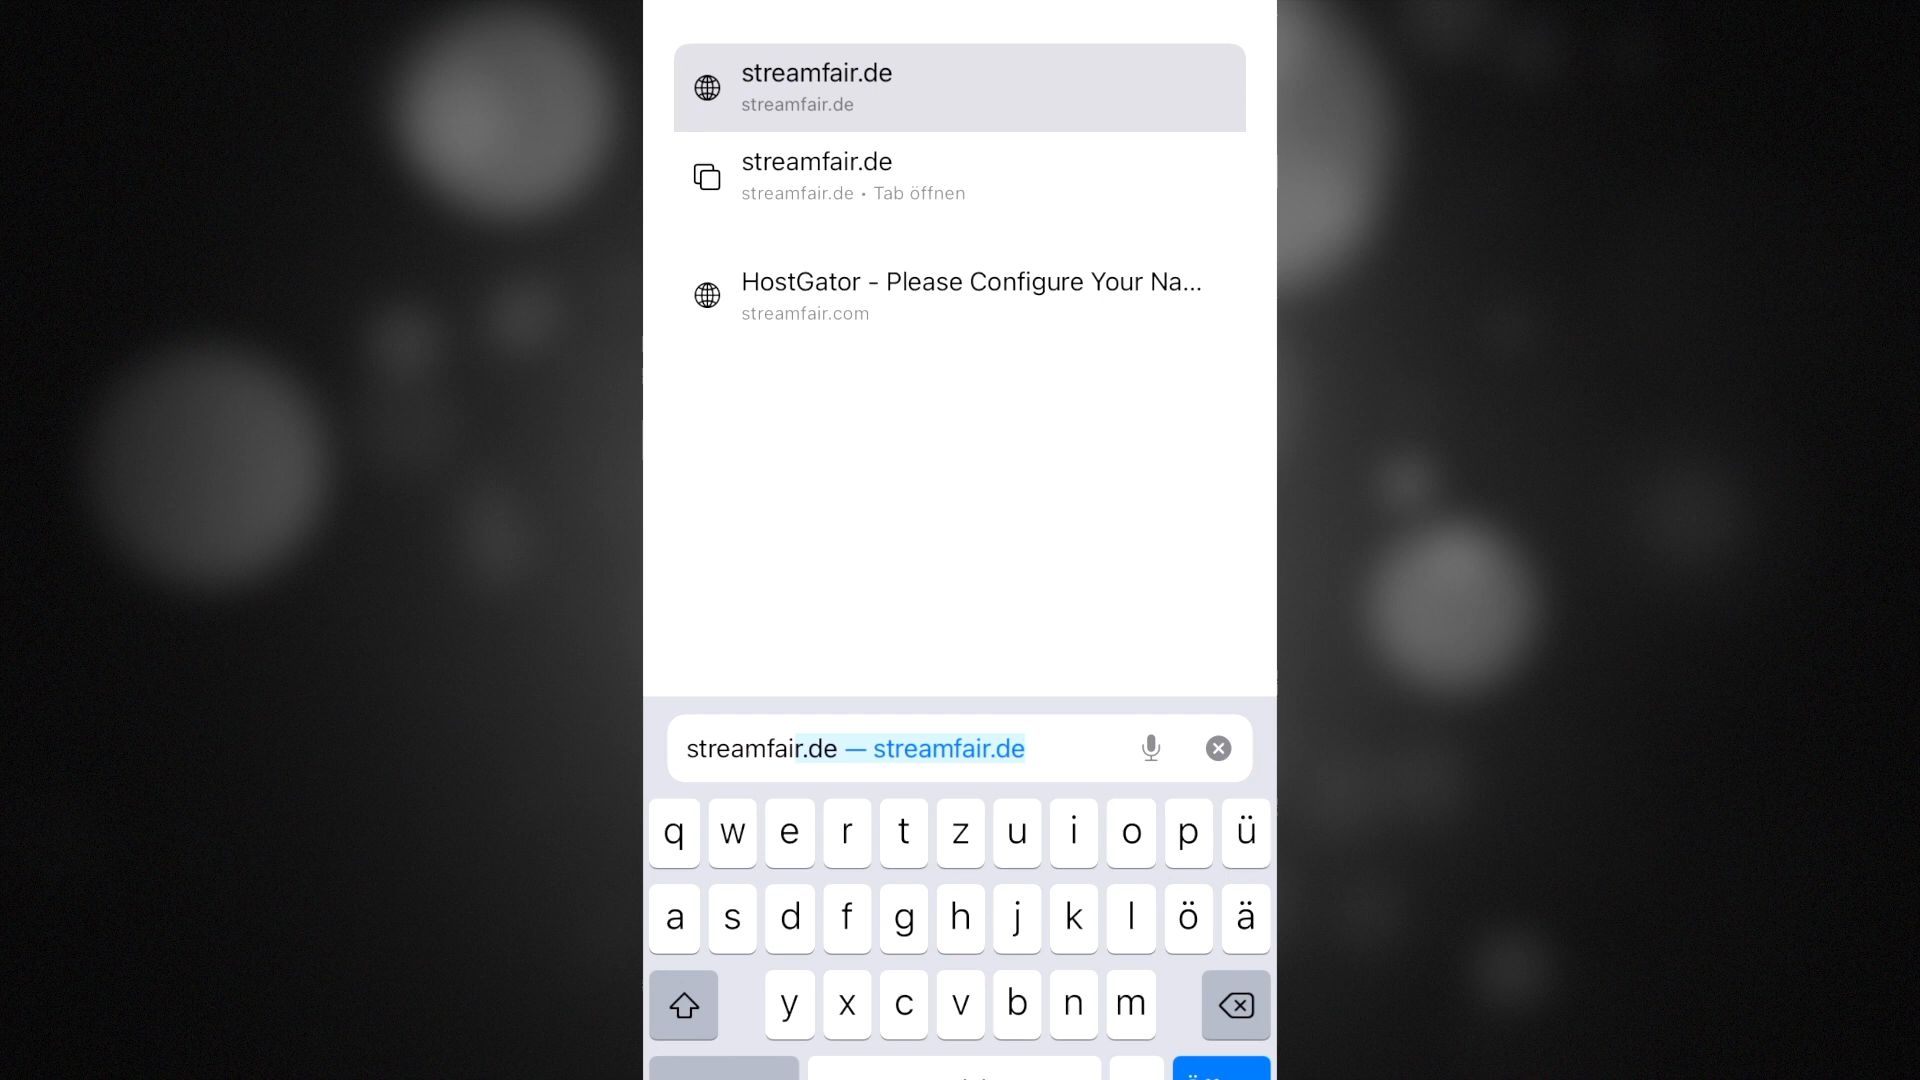 streamfair.de
streamfair.de
streamfair.de
streamfair.de • Tab öffnen
HostGator - Please Configure Your Na...
streamfair.com
streamfair.de — streamfair.de
q w e r t z u i o p ü
a s d f g h j k l ö ä
y x c v b n m